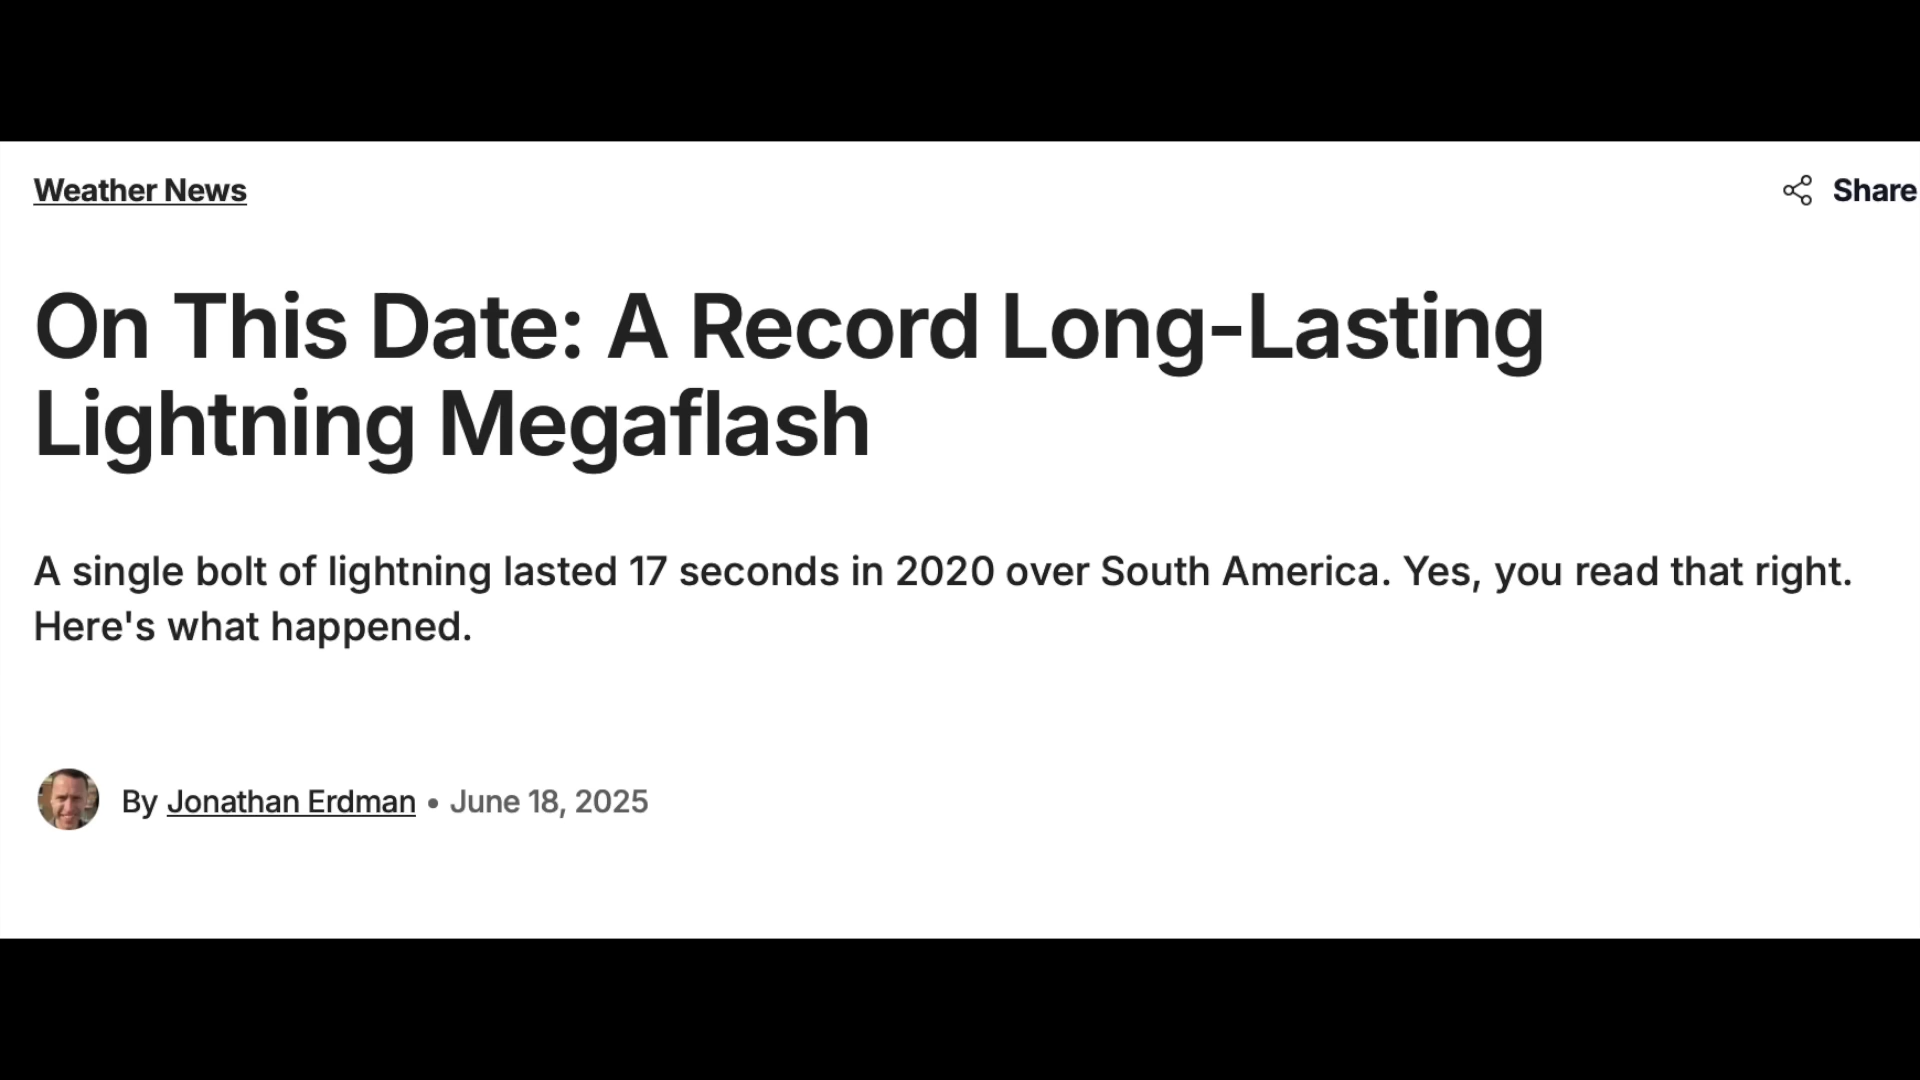 Weather News
Share
On This Date: A Record Long-Lasting
Lightning Megaflash
A single bolt of lightning lasted 17 seconds in 2020 over South America. Yes, you read that right.
Here's what happened.
By Jonathan Erdman • June 18, 2025